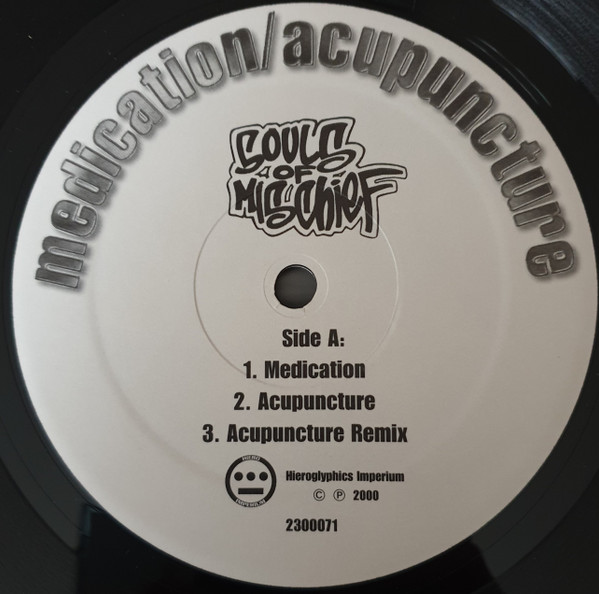 medication/acupuncture
SOULS
OF
MISCHIEF
Side A:
1. Medication
2. Acupuncture
3. Acupuncture Remix
Hieroglyphics Imperium
© ℗ 2000
2300071